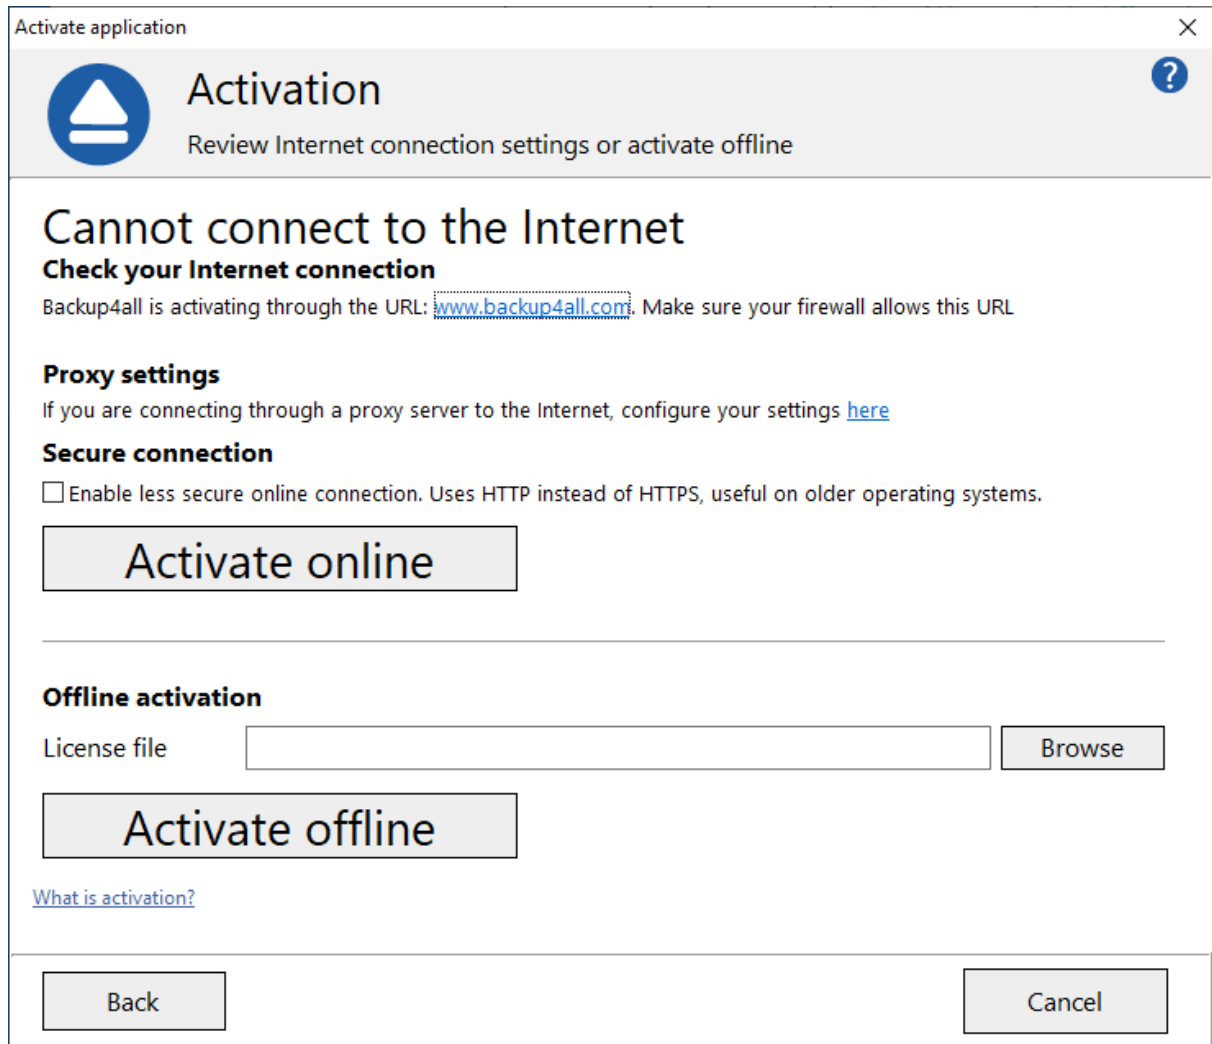 Activate application
Activation
Review Internet connection settings or activate offline
Cannot connect to the Internet
Check your Internet connection
Backup4all is activating through the URL: www.backup4all.com. Make sure your firewall allows this URL
Proxy settings
If you are connecting through a proxy server to the Internet, configure your settings here
Secure connection
Enable less secure online connection. Uses HTTP instead of HTTPS, useful on older operating systems.
Activate online
Offline activation
License file
Browse
Activate offline
What is activation?
Back
Cancel